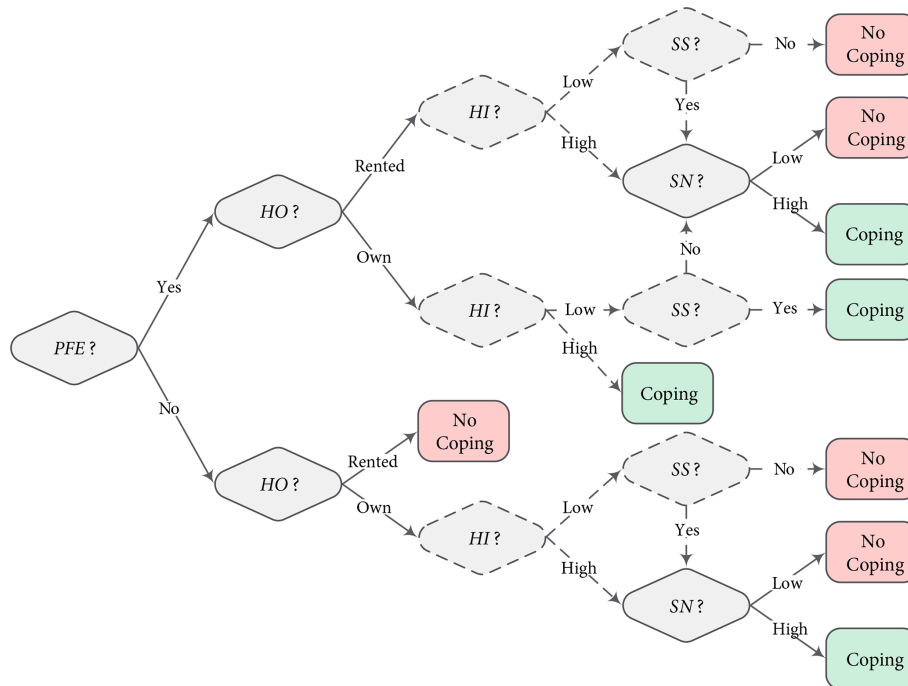 SS?
No
No
Coping
Low
Yes
HI?
High
No
Coping
Low
Rented
SN?
High
HO?
Coping
Own
No
Yes
HI?
Low
SS?
Yes
Coping
High
PFE?
Coping
No
No
Coping
Rented
SS?
No
No
Coping
HO?
Own
Low
Yes
HI?
High
No
Coping
Low
SN?
High
Coping